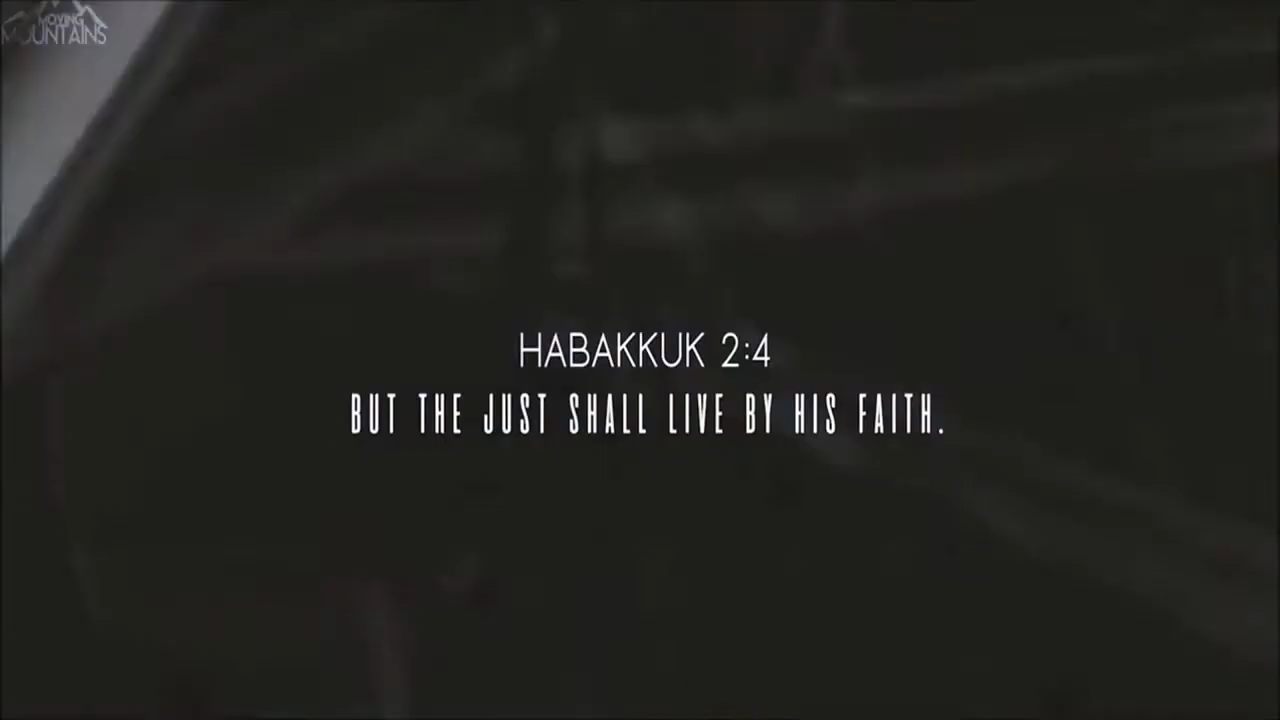 MOVING
MOUNTAINS
HABAKKUK 2:4
BUT THE JUST SHALL LIVE BY HIS FAITH.